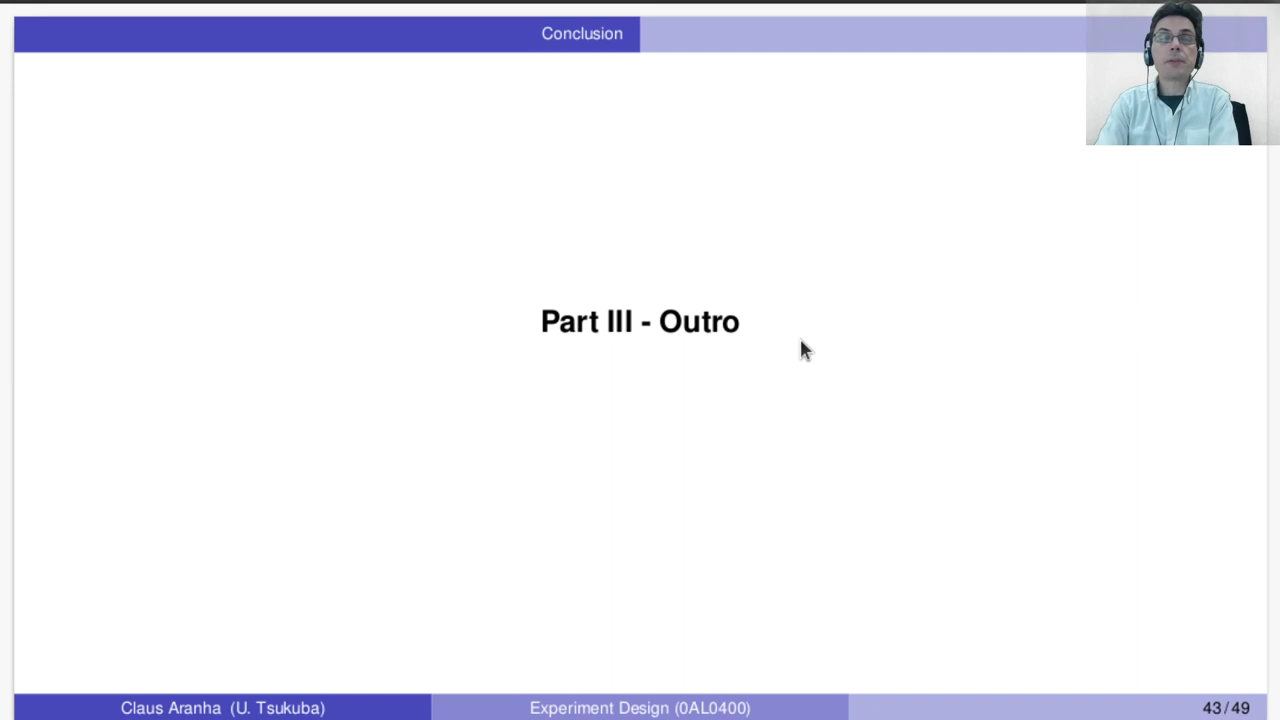 Conclusion
Part III - Outro
Claus Aranha (U. Tsukuba)
Experiment Design (0AL0400)
43 / 49